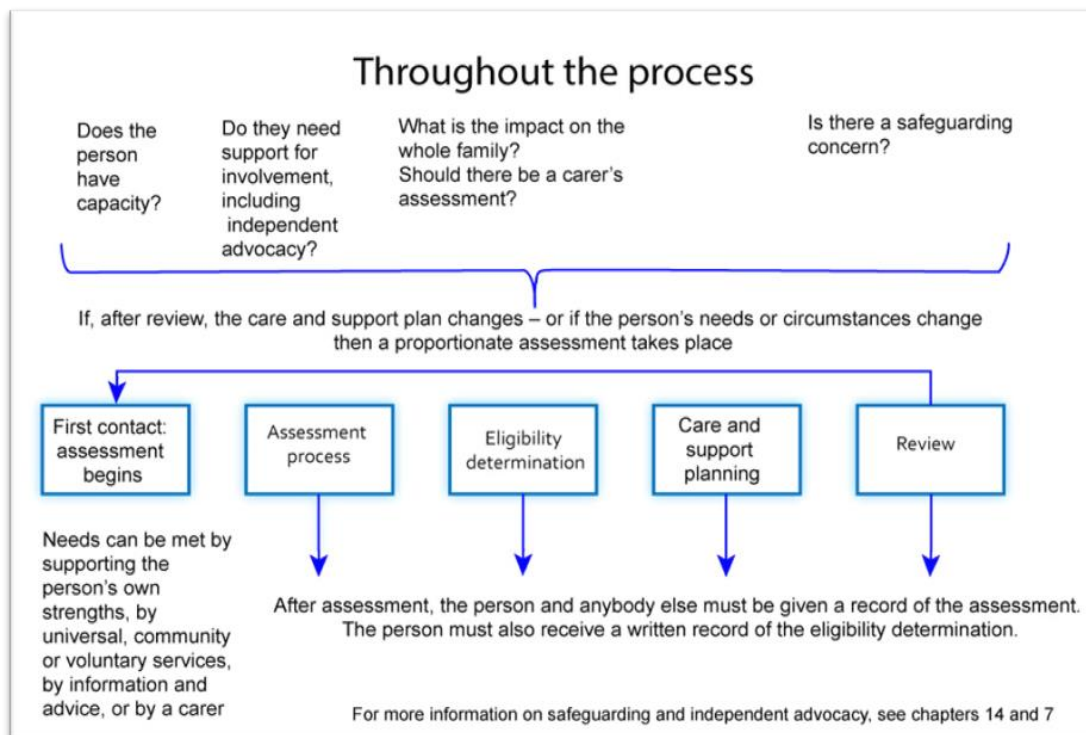 Throughout the process
Does the
person
have
capacity?
Do they need
support for
involvement,
including
independent
advocacy?
What is the impact on the
whole family?
Should there be a carer's
assessment?
Is there a safeguarding
concern?
If, after review, the care and support plan changes – or if the person's needs or circumstances change
then a proportionate assessment takes place
First contact:
assessment
begins
Assessment
process
Eligibility
determination
Care and
support
planning
Review
Needs can be met by
supporting the
person's own
strengths, by
universal, community
or voluntary services,
by information and
advice, or by a carer
After assessment, the person and anybody else must be given a record of the assessment.
The person must also receive a written record of the eligibility determination.
For more information on safeguarding and independent advocacy, see chapters 14 and 7